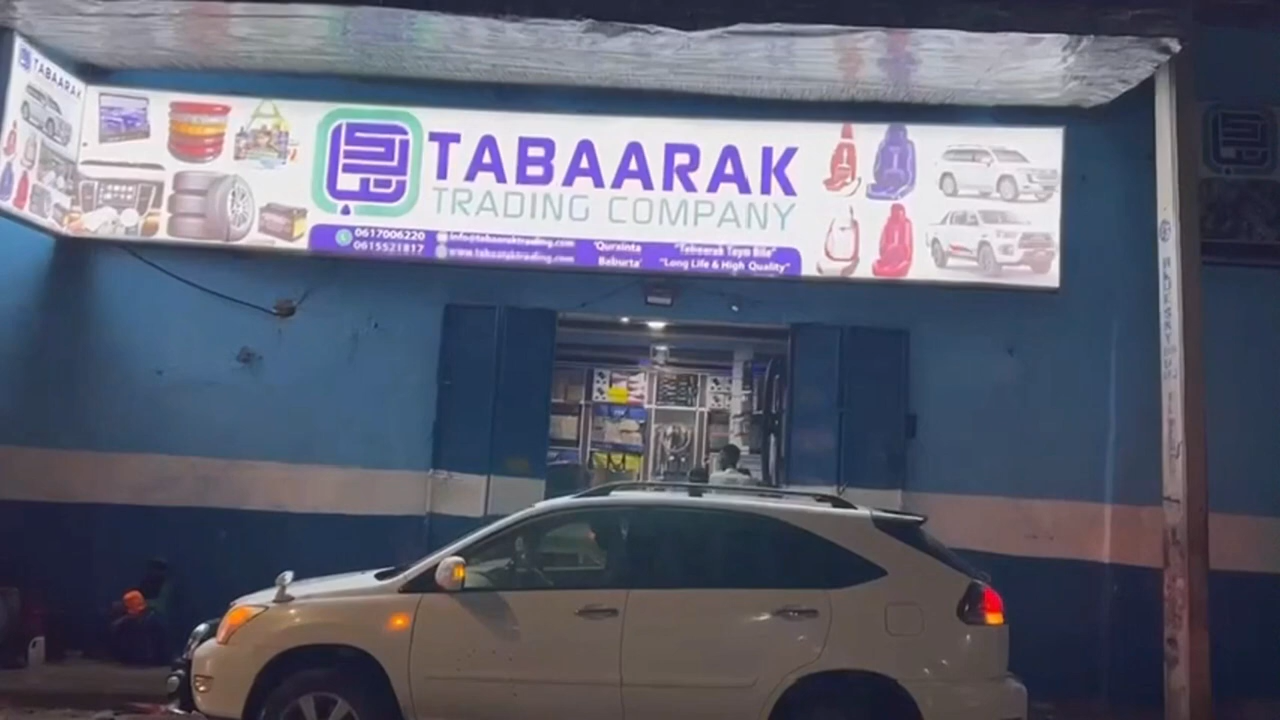 TABAARAK
TABAARAK
TRADING COMPANY
0617006220
0615521817
info@tabaaraktrading.com
www.tabaaraktrading.com
'Qurxinta
Beburta'
"Tabaarak Tayo Bile"
"Long Life & High Quality"